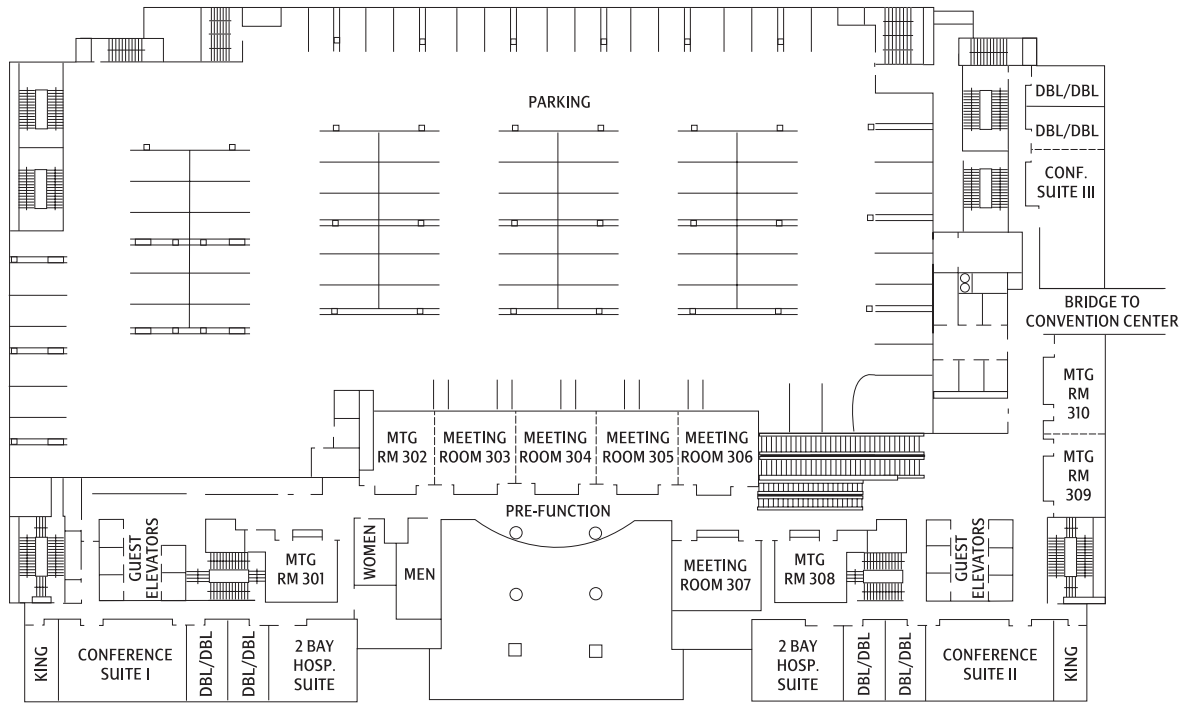 PARKING
DBL/DBL
DBL/DBL
CONF.
SUITE III
BRIDGE TO
CONVENTION CENTER
MTG
RM
310
MTG
RM 302
MEETING
ROOM 303
MEETING
ROOM 304
MEETING
ROOM 305
MEETING
ROOM 306
MTG
RM
309
PRE-FUNCTION
GUEST
ELEVATORS
MTG
RM 301
WOMEN
MEN
MEETING
ROOM 307
MTG
RM 308
GUEST
ELEVATORS
KING
CONFERENCE
SUITE I
DBL/DBL
DBL/DBL
2 BAY
HOSP.
SUITE
2 BAY
HOSP.
SUITE
DBL/DBL
DBL/DBL
CONFERENCE
SUITE II
KING